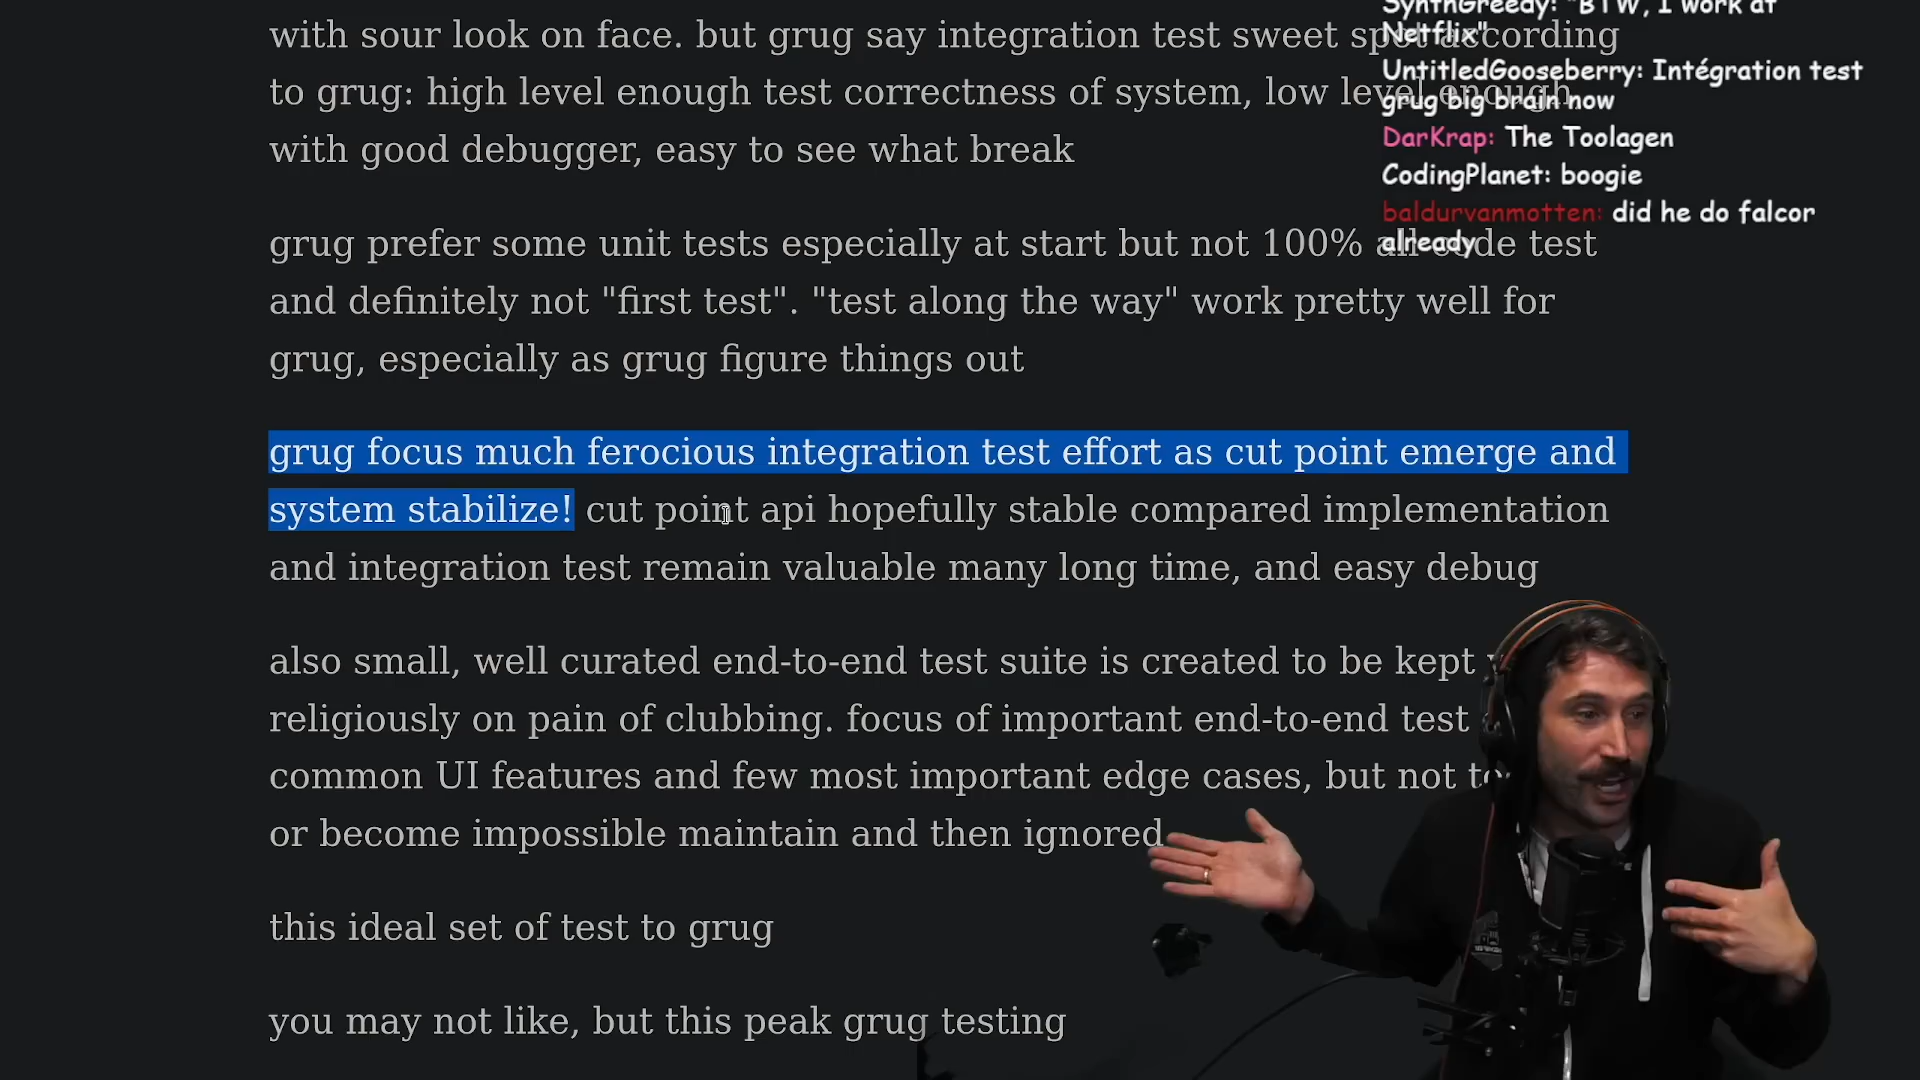 with sour look on face. but grug say integration test sweet spot according
to grug: high level enough test correctness of system, low level enough
with good debugger, easy to see what break
grug prefer some unit tests especially at start but not 100% all code test
and definitely not "first test". "test along the way" work pretty well for
grug, especially as grug figure things out
grug focus much ferocious integration test effort as cut point emerge and
system stabilize! cut point api hopefully stable compared implementation
and integration test remain valuable many long time, and easy debug
also small, well curated end-to-end test suite is created to be kept
religiously on pain of clubbing. focus of important end-to-end test
common UI features and few most important edge cases, but not
or become impossible maintain and then ignored
this ideal set of test to grug
you may not like, but this peak grug testing
SynthGreedy: "BTW, I work at
Netflix"
UntitledGooseberry: Intégration test
grug big brain now
DarKrap: The Toolagen
CodingPlanet: boogie
baldurvanmotten: did he do falcor
already